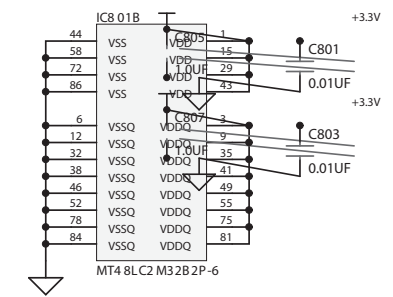 IC8 01B
+3.3V
44 VSS VDD 1
C805
58 VSS VDD 15
C801
72 VSS VDD 29
1.0UF
86 VSS VDD 43
0.01UF
+3.3V
6 VSSQ VDDQ 3
C807
12 VSSQ VDDQ 9
C803
32 VSSQ VDDQ 35
1.0UF
38 VSSQ VDDQ 41
0.01UF
46 VSSQ VDDQ 49
52 VSSQ VDDQ 55
78 VSSQ VDDQ 75
84 VSSQ VDDQ 81
MT4 8LC2 M32B2P-6